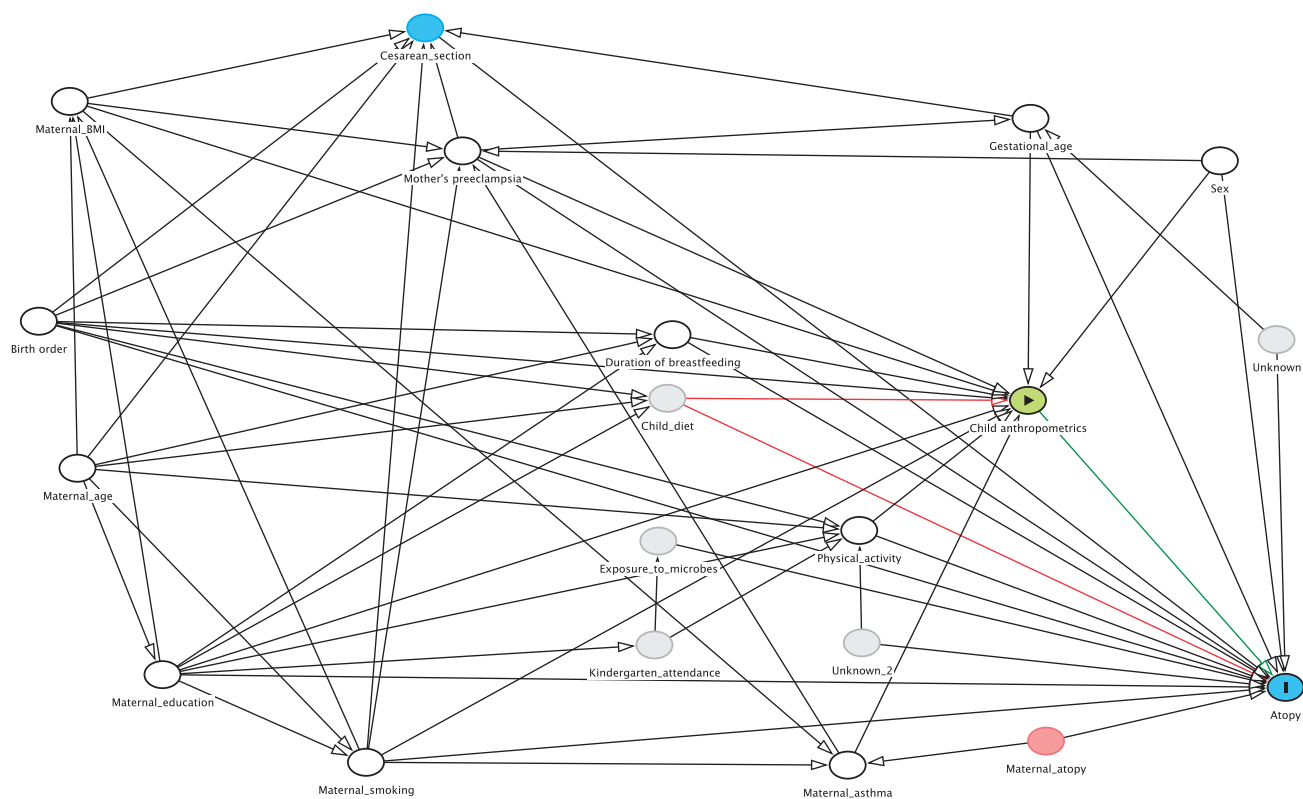 Cesarean_section
Maternal_BMI
Gestational_age
Mother's preeclampsia
Sex
Birth order
Duration of breastfeeding
Unknown
Child_diet
Child anthropometrics
Maternal_age
Physical_activity
Exposure_to_microbes
Kindergarten_attendance
Unknown_2
Maternal_education
Atopy
Maternal_atopy
Maternal_smoking
Maternal_asthma